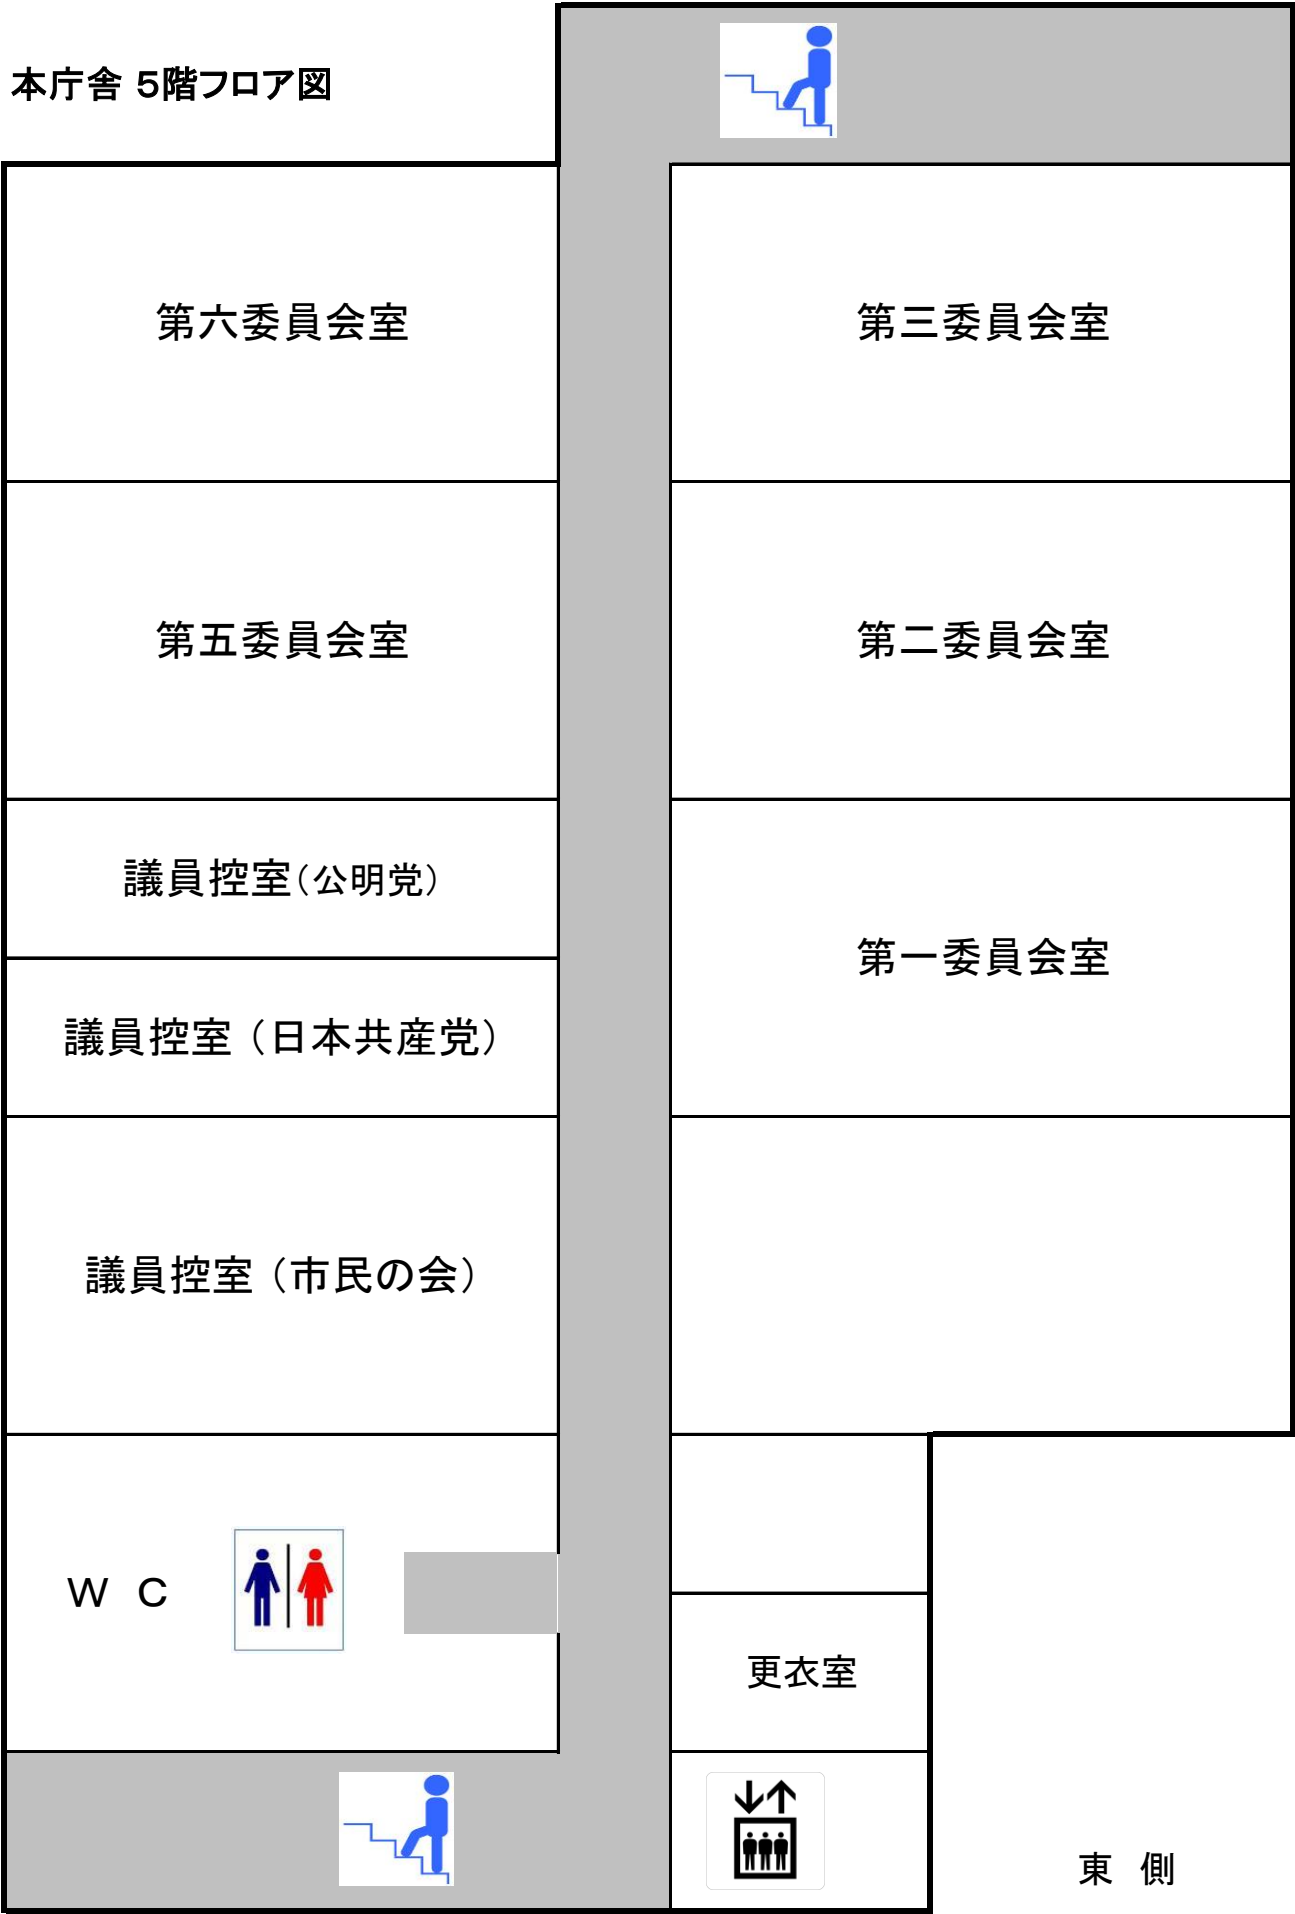 本庁舎 5階フロア図
第六委員会室
第三委員会室
第五委員会室
第二委員会室
議員控室（公明党）
第一委員会室
議員控室（日本共産党）
議員控室（市民の会）
Ｗ　Ｃ
更衣室
東　側